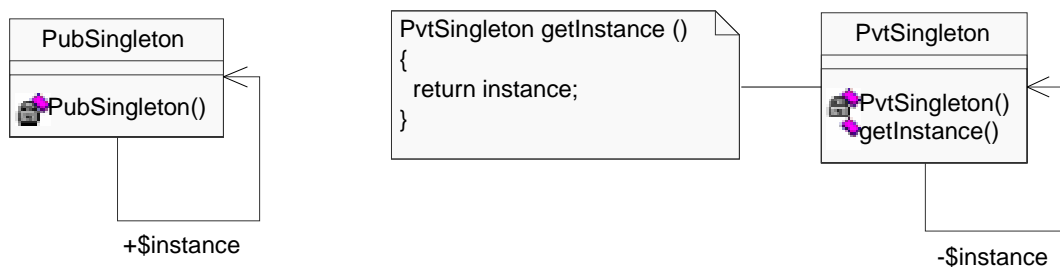 PubSingleton
PubSingleton()
+$instance
PvtSingleton getInstance ()
{
return instance;
}
PvtSingleton
PvtSingleton()
getInstance()
-$instance